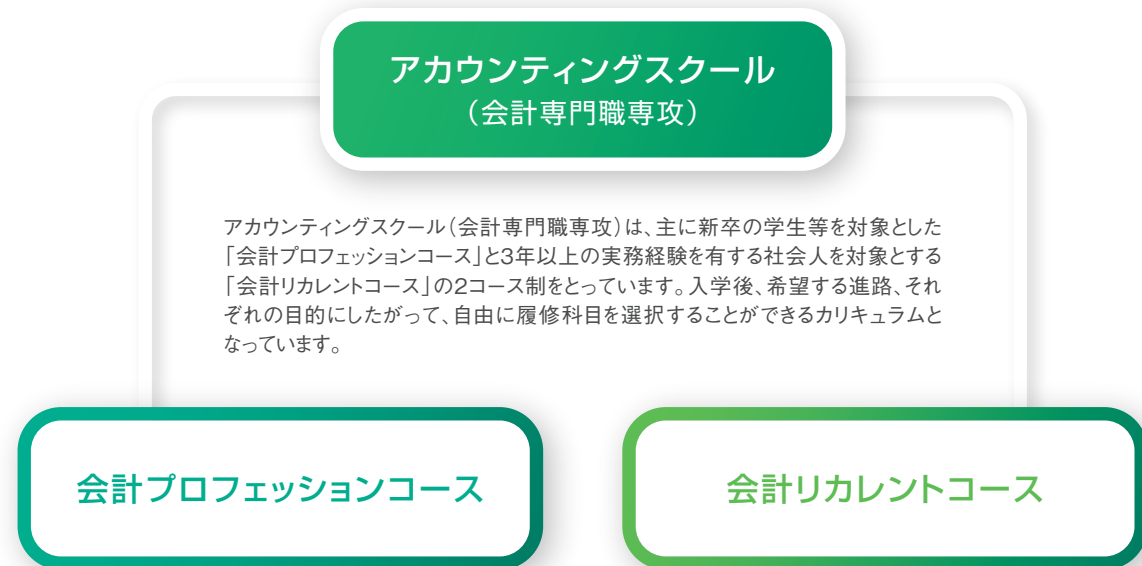 アカウンティングスクール
（会計専門職専攻）
アカウンティングスクール（会計専門職専攻）は、主に新卒の学生等を対象とした
「会計プロフェッションコース」と3年以上の実務経験を有する社会人を対象とする
「会計リカレントコース」の2コース制をとっています。入学後、希望する進路、それ
ぞれの目的にしたがって、自由に履修科目を選択することができるカリキュラムと
なっています。
会計プロフェッションコース
会計リカレントコース